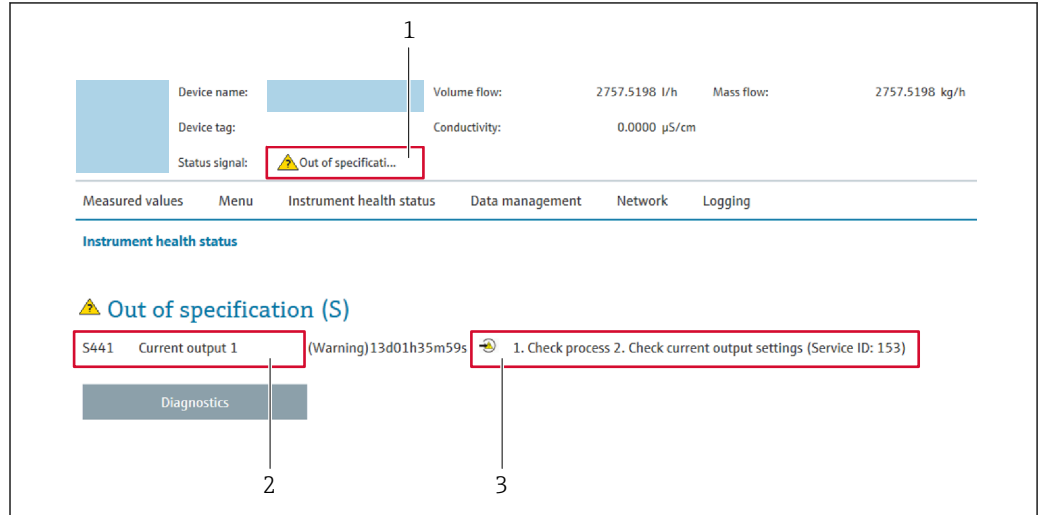 1
Device name: Volume flow: 2757.5198 l/h Mass flow: 2757.5198 kg/h
Device tag: Conductivity: 0.0000 µS/cm
Status signal: Out of specificati...
Measured values Menu Instrument health status Data management Network Logging
Instrument health status
Out of specification (S)
S441 Current output 1 (Warning)13d01h35m59s 1. Check process 2. Check current output settings (Service ID: 153)
Diagnostics
2 3